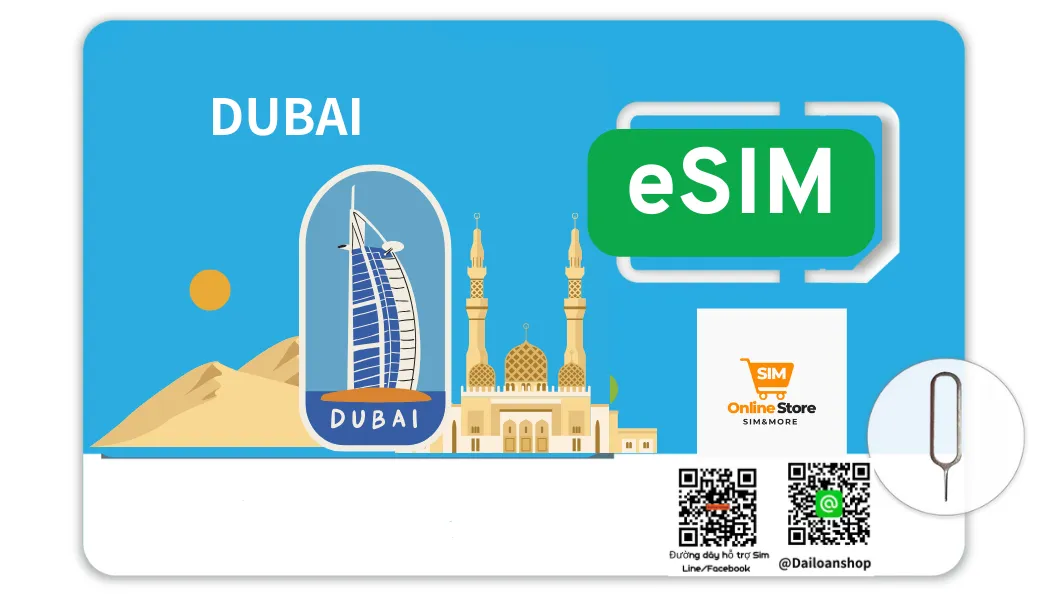 DUBAI
eSIM
DUBAI
SIM
Online Store
SIM&MORE
@
Đường dây hỗ trợ Sim
Line/Facebook
@Dailoanshop